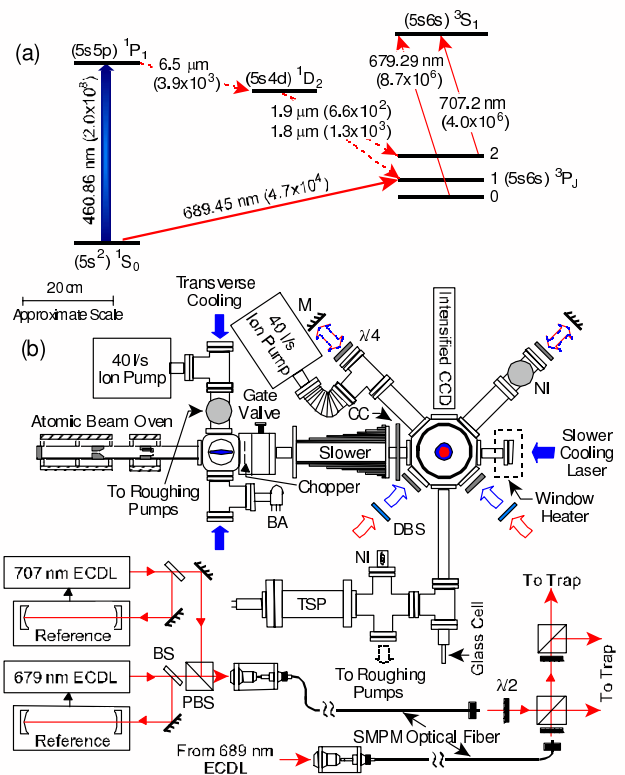 (a)
(5s5p) ¹P₁
6.5 μm
(3.9x10³)
(5s4d) ¹D₂
(5s6s) ³S₁
679.29 nm
(8.7x10⁶)
707.2 nm
(4.0x10⁶)
1.9 μm (6.6x10²)
1.8 μm (1.3x10³)
460.86 nm (2.0x10⁸)
689.45 nm (4.7x10⁴)
2
1 (5s6s) ³P_J
0
(5s²) ¹S₀
20 cm
Approximate Scale
(b)
Transverse
Cooling
40 l/s
Ion Pump
40 l/s
Ion Pump
M
λ/4
Intensified CCD
NI
Gate
Valve
CC
Atomic Beam Oven
Slower
Slower
Cooling
Laser
To Roughing
Pumps
Chopper
BA
DBS
Window
Heater
NI
TSP
Glass Cell
To Roughing
Pumps
707 nm ECDL
Reference
679 nm ECDL
Reference
BS
PBS
λ/2
To Trap
To Trap
SMPM Optical Fiber
From 689 nm
ECDL